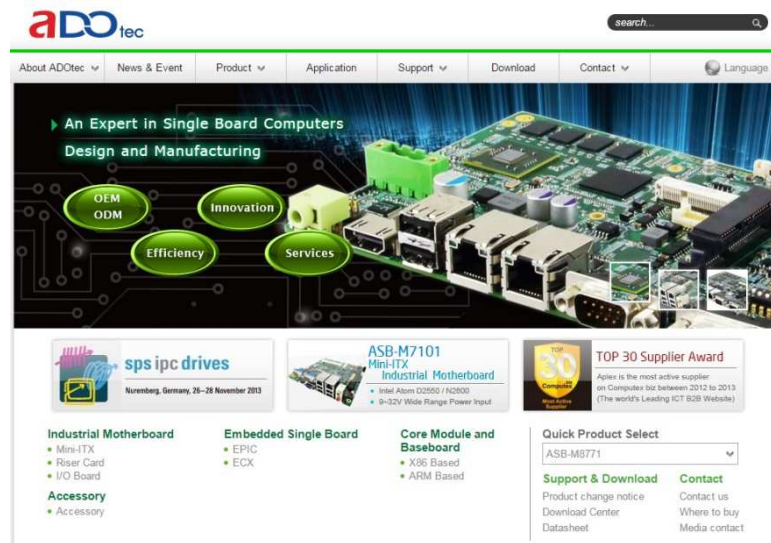 aDO tec
search...
About ADOtec
News & Event
Product
Application
Support
Download
Contact
Language
An Expert in Single Board Computers
Design and Manufacturing
OEM
ODM
Innovation
Efficiency
Services
sps ipc drives
Nuremberg, Germany, 26–28 November 2013
ASB-M7101
Mini-ITX
Industrial Motherboard
• Intel Atom D2550 / N2600
• 9~32V Wide Range Power Input
TOP
30
Computex
biz
Most Active
Supplier
TOP 30 Supplier Award
Apiex is the most active supplier
on Computex biz between 2012 to 2013
(The world's Leading ICT B2B Website)
Industrial Motherboard
• Mini-ITX
• Riser Card
• I/O Board
Accessory
• Accessory
Embedded Single Board
• EPIC
• ECX
Core Module and
Baseboard
• X86 Based
• ARM Based
Quick Product Select
ASB-M8771
Support & Download
Product change notice
Download Center
Datasheet
Contact
Contact us
Where to buy
Media contact